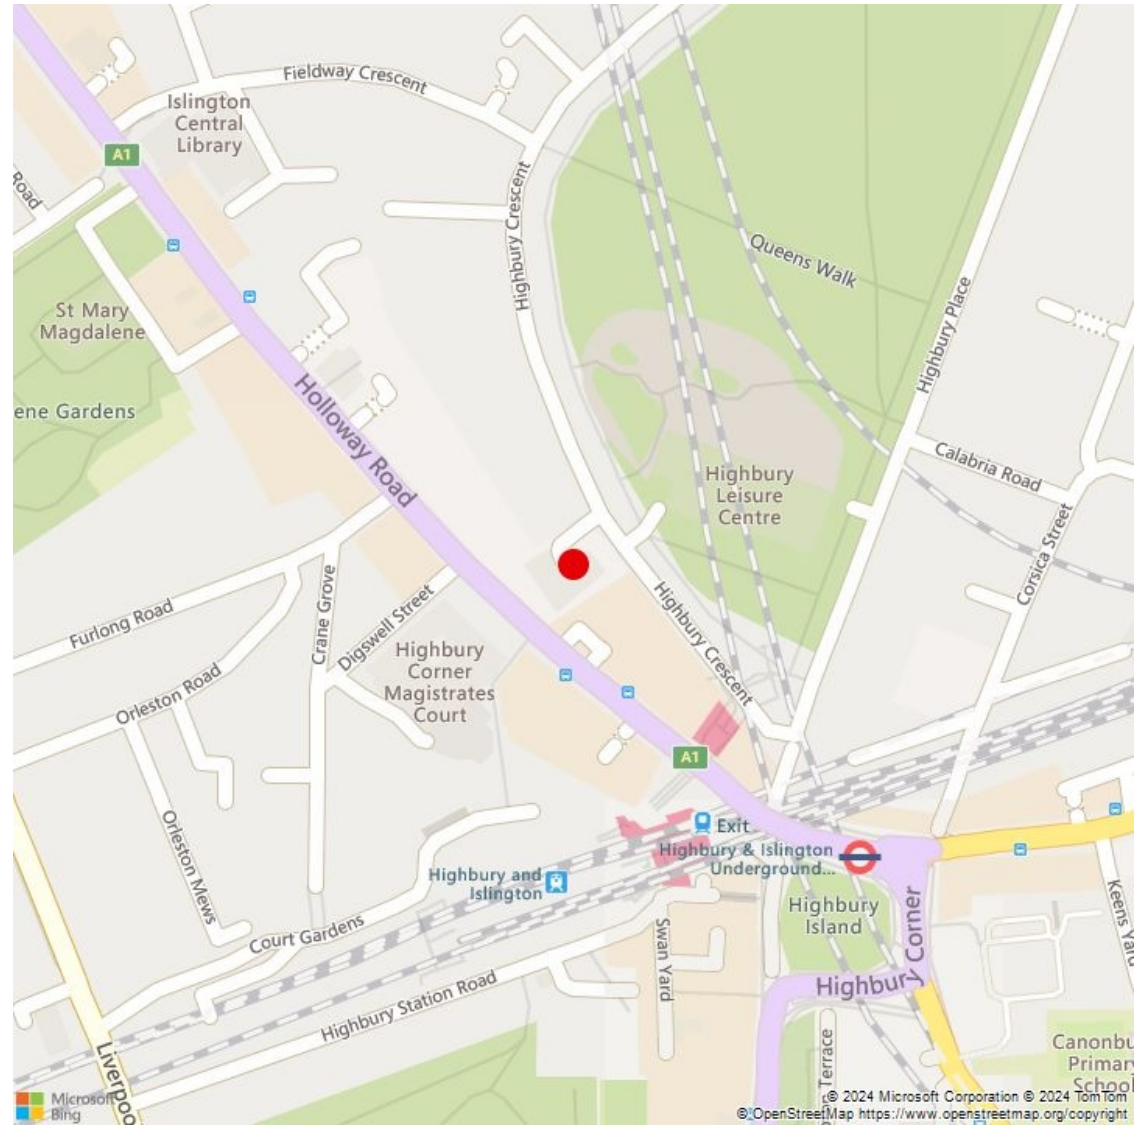 Fieldway Crescent
Islington
Central
Library
A1
Road
Highbury Crescent
Queens Walk
St Mary
Magdalene
Highbury Place
ene Gardens
Holloway Road
Calabria Road
Highbury
Leisure
Centre
Corsica Street
Furlong Road
Crane Grove
Digswell Street
Highbury
Corner
Magistrates
Court
Highbury Crescent
Orleston Road
A1
Orleston Mews
Exit
Highbury & Islington
Underground...
Highbury and
Islington
Highbury
Island
Keens Yard
Court Gardens
Swan Yard
Highbury Corner
Highbury Station Road
Highbury
Liverpoo
Terrace
Canonbu
Primary
School
Microsoft
Bing
© 2024 Microsoft Corporation © 2024 TomTom
© OpenStreetMap https://www.openstreetmap.org/copyright